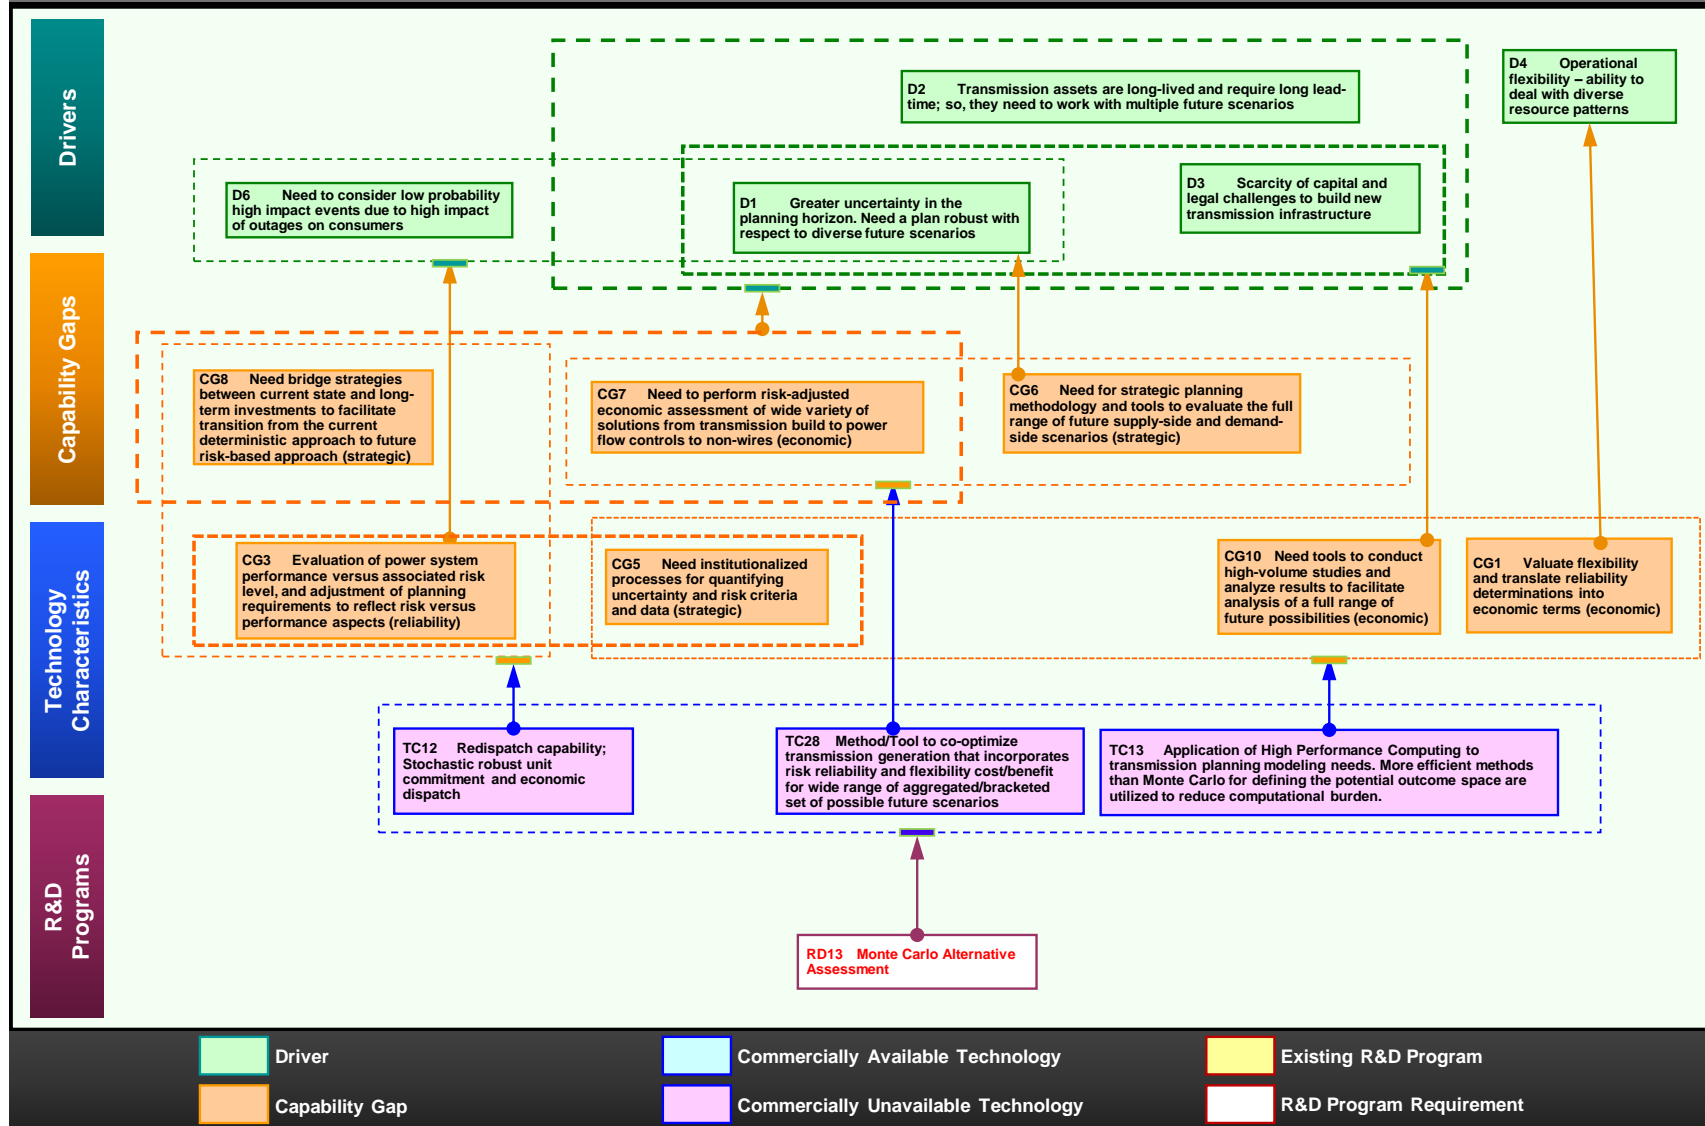 Drivers
D2 Transmission assets are long-lived and require long lead-
time; so, they need to work with multiple future scenarios
D4 Operational
flexibility – ability to
deal with diverse
resource patterns
D6 Need to consider low probability
high impact events due to high impact
of outages on consumers
D1 Greater uncertainty in the
planning horizon. Need a plan robust with
respect to diverse future scenarios
D3 Scarcity of capital and
legal challenges to build new
transmission infrastructure
Capability Gaps
CG8 Need bridge strategies
between current state and long-
term investments to facilitate
transition from the current
deterministic approach to future
risk-based approach (strategic)
CG7 Need to perform risk-adjusted
economic assessment of wide variety of
solutions from transmission build to power
flow controls to non-wires (economic)
CG6 Need for strategic planning
methodology and tools to evaluate the full
range of future supply-side and demand-
side scenarios (strategic)
Technology
Characteristics
CG3 Evaluation of power system
performance versus associated risk
level, and adjustment of planning
requirements to reflect risk versus
performance aspects (reliability)
CG5 Need institutionalized
processes for quantifying
uncertainty and risk criteria
and data (strategic)
CG10 Need tools to conduct
high-volume studies and
analyze results to facilitate
analysis of a full range of
future possibilities (economic)
CG1 Valuate flexibility
and translate reliability
determinations into
economic terms (economic)
TC12 Redispatch capability;
Stochastic robust unit
commitment and economic
dispatch
TC28 Method/Tool to co-optimize
transmission generation that incorporates
risk reliability and flexibility cost/benefit
for wide range of aggregated/bracketed
set of possible future scenarios
TC13 Application of High Performance Computing to
transmission planning modeling needs. More efficient methods
than Monte Carlo for defining the potential outcome space are
utilized to reduce computational burden.
R&D
Programs
RD13 Monte Carlo Alternative
Assessment
Driver
Commercially Available Technology
Existing R&D Program
Capability Gap
Commercially Unavailable Technology
R&D Program Requirement